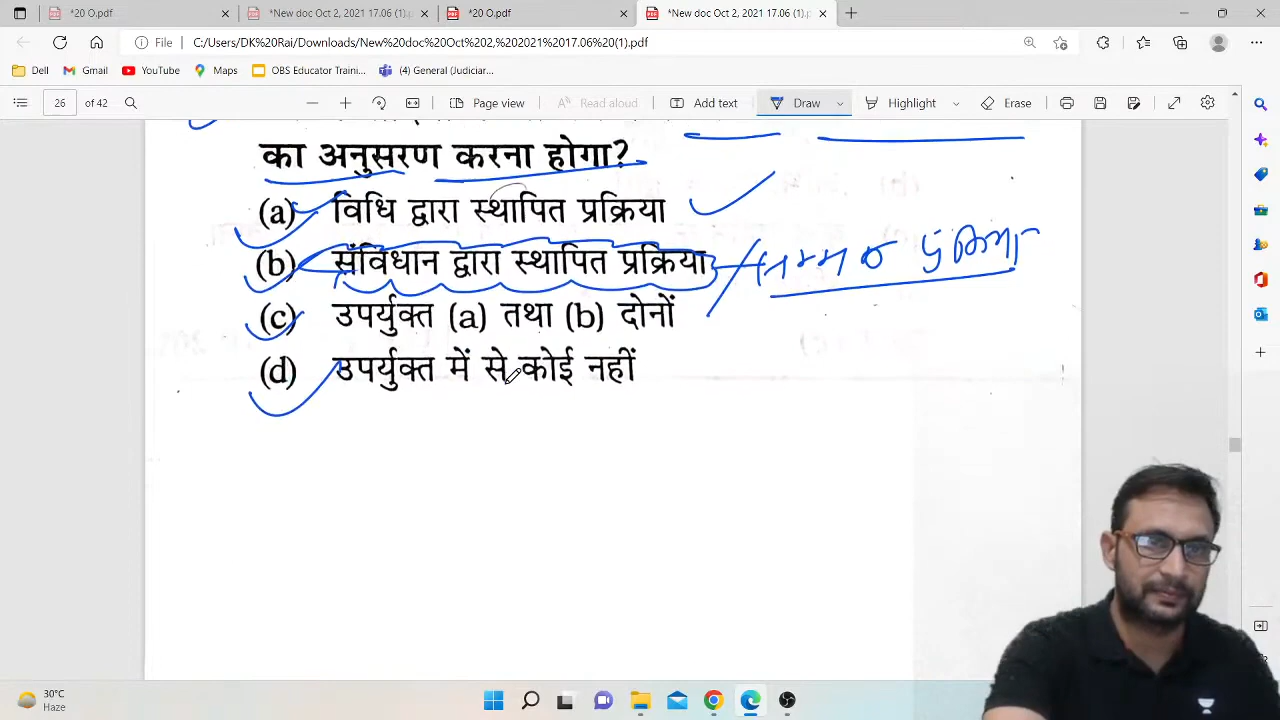 *20 O.pdf
*New doc Oct 2, 2021 17.06 (1).p
*20 O.pdf
*New doc Oct 2, 2021 17.06 (1).p
File
C:/Users/DK%20Rai/Downloads/New%20doc%20Oct%202,%202021%2017.06%20(1).pdf
Dell
Gmail
YouTube
Maps
OBS Educator Traini...
(4) General (Judiciar...
26 of 42
Page view
Read aloud
Add text
Draw
Highlight
Erase
का अनुसरण करना होगा?
(a) विधि द्वारा स्थापित प्रक्रिया
(b) संविधान द्वारा स्थापित प्रक्रिया
(c) उपर्युक्त (a) तथा (b) दोनों
(d) उपर्युक्त में से कोई नहीं
30°C
Haze